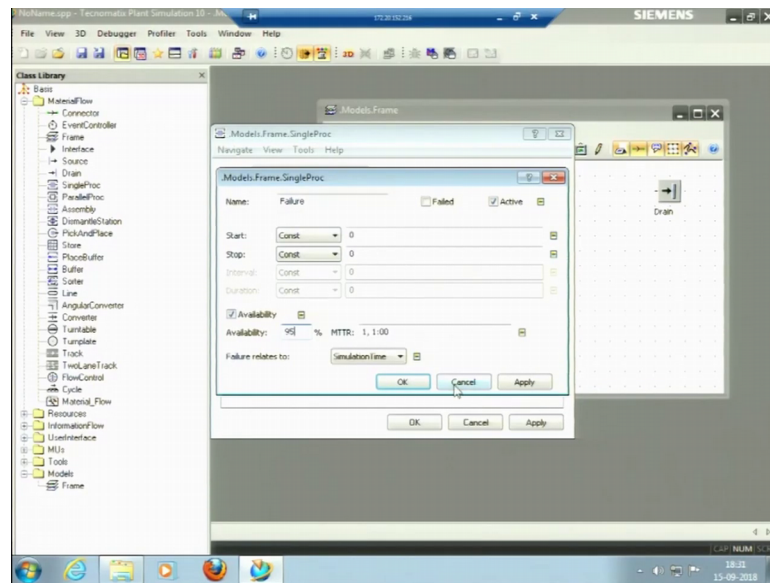 NoName.spp - Tecnomatix Plant Simulation 10 -
172.20.152.216
SIEMENS
File View 3D Debugger Profiler Tools Window Help
Class Library
Basis
MaterialFlow
Connector
EventController
Frame
Interface
Source
Drain
SingleProc
ParallelProc
Assembly
DismantleStation
PickAndPlace
Store
PlaceBuffer
Buffer
Sorter
Line
AngularConverter
Converter
Turntable
Turnplate
Track
TwoLaneTrack
FlowControl
Cycle
Material_Flow
Resources
InformationFlow
UserInterface
MUs
Tools
Models
Frame
.Models.Frame
.Models.Frame.SingleProc
Navigate View Tools Help
.Models.Frame.SingleProc
Name: Failure Failed Active
Start: Const 0
Stop: Const 0
Interval: Const 0
Duration: Const 0
Availability
Availability: 95 % MTTR: 1, 1:00
Failure relates to: SimulationTime
OK Cancel Apply
OK Cancel Apply
Drain
CAP NUM
18:31
15-09-2018